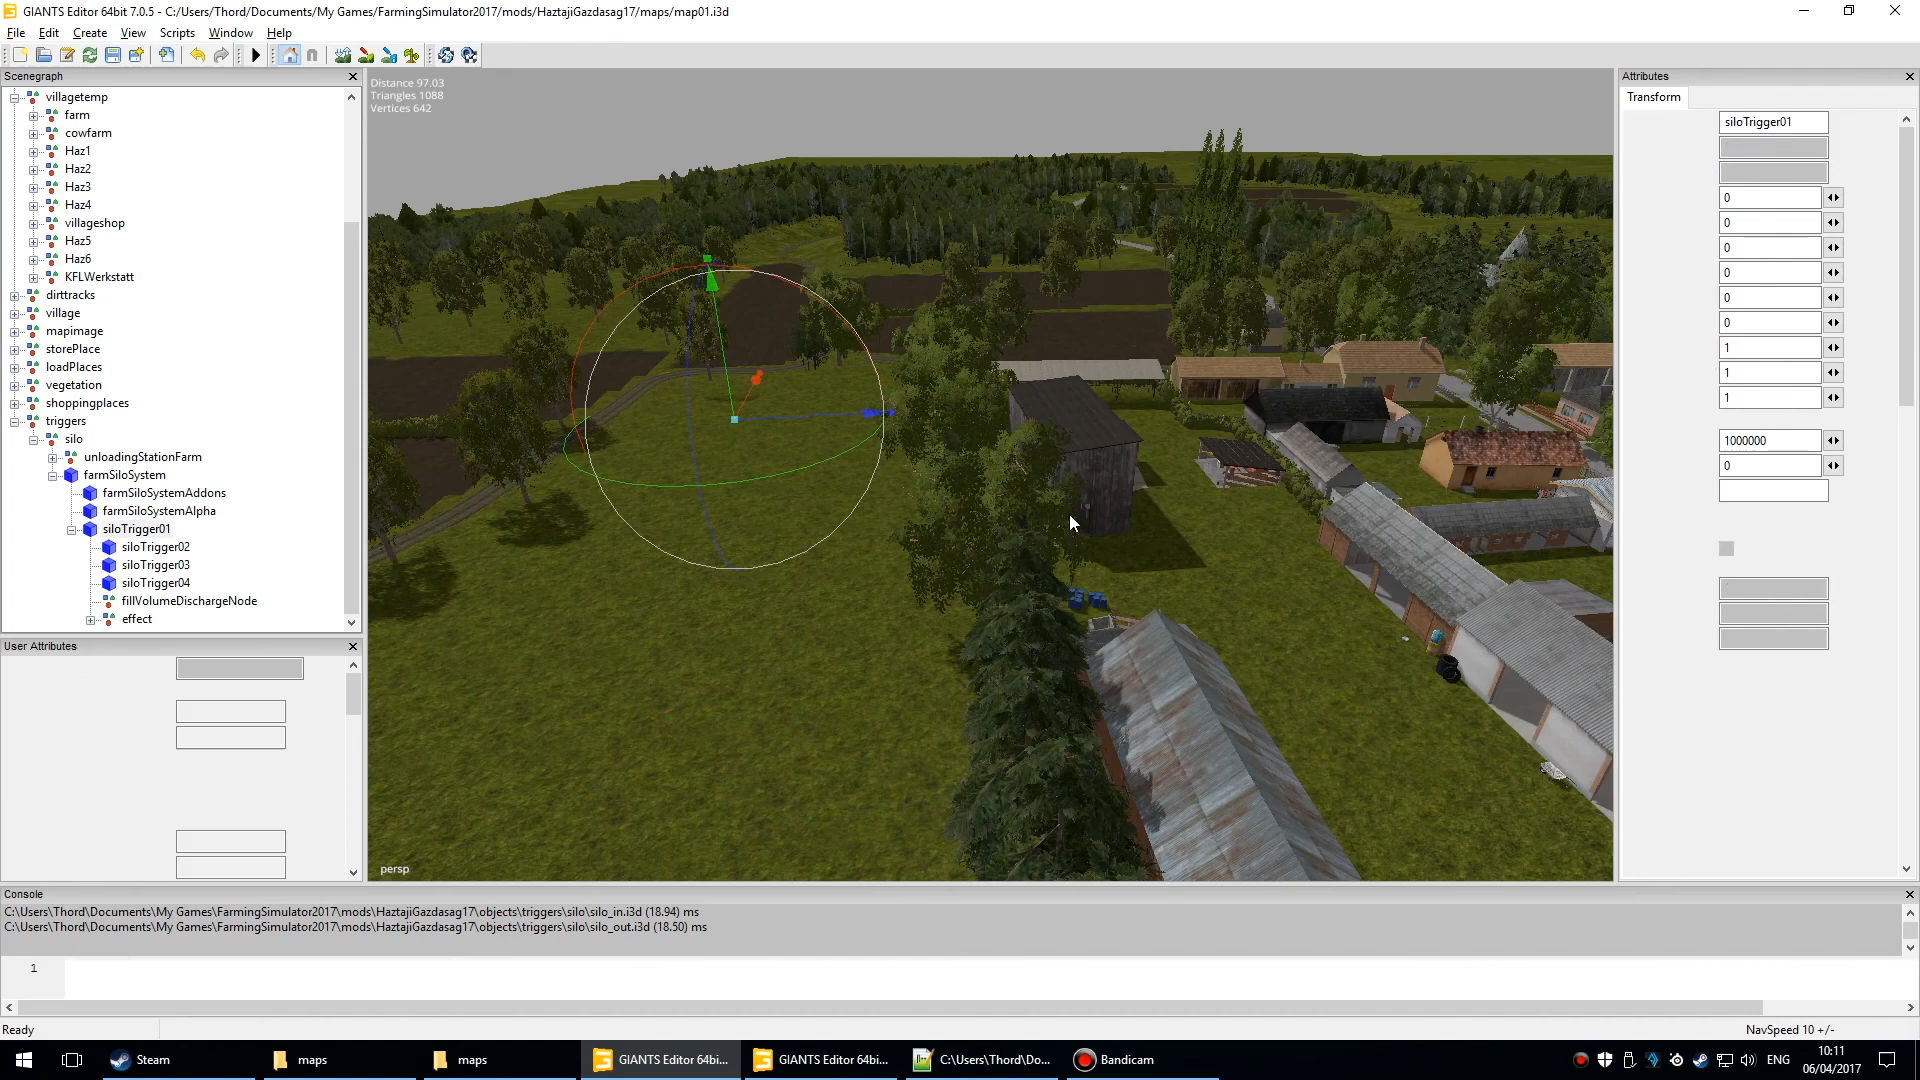 GIANTS Editor 64bit 7.0.5 - C:/Users/Thord/Documents/My Games/FarmingSimulator2017/mods/HaztajiGazdasag17/maps/map01.i3d
File Edit Create View Scripts Window Help
Scenegraph
villagetemp
farm
cowfarm
Haz1
Haz2
Haz3
Haz4
villageshop
Haz5
Haz6
KFLWerkstatt
dirttracks
village
mapimage
storePlace
loadPlaces
vegetation
shoppingplaces
triggers
silo
unloadingStationFarm
farmSiloSystem
farmSiloSystemAddons
farmSiloSystemAlpha
siloTrigger01
siloTrigger02
siloTrigger03
siloTrigger04
fillVolumeDischargeNode
effect
User Attributes
Distance 97.03
Triangles 1088
Vertices 642
persp
Attributes
Transform
siloTrigger01
0
0
0
0
0
0
1
1
1
1000000
0
Console
C:\Users\Thord\Documents\My Games\FarmingSimulator2017\mods\HaztajiGazdasag17\objects\triggers\silo\silo_in.i3d (18.94) ms
C:\Users\Thord\Documents\My Games\FarmingSimulator2017\mods\HaztajiGazdasag17\objects\triggers\silo\silo_out.i3d (18.50) ms
1
Ready
NavSpeed 10 +/-
Steam
maps
maps
GIANTS Editor 64bi...
GIANTS Editor 64bi...
C:\Users\Thord\Do...
Bandicam
ENG
10:11
06/04/2017